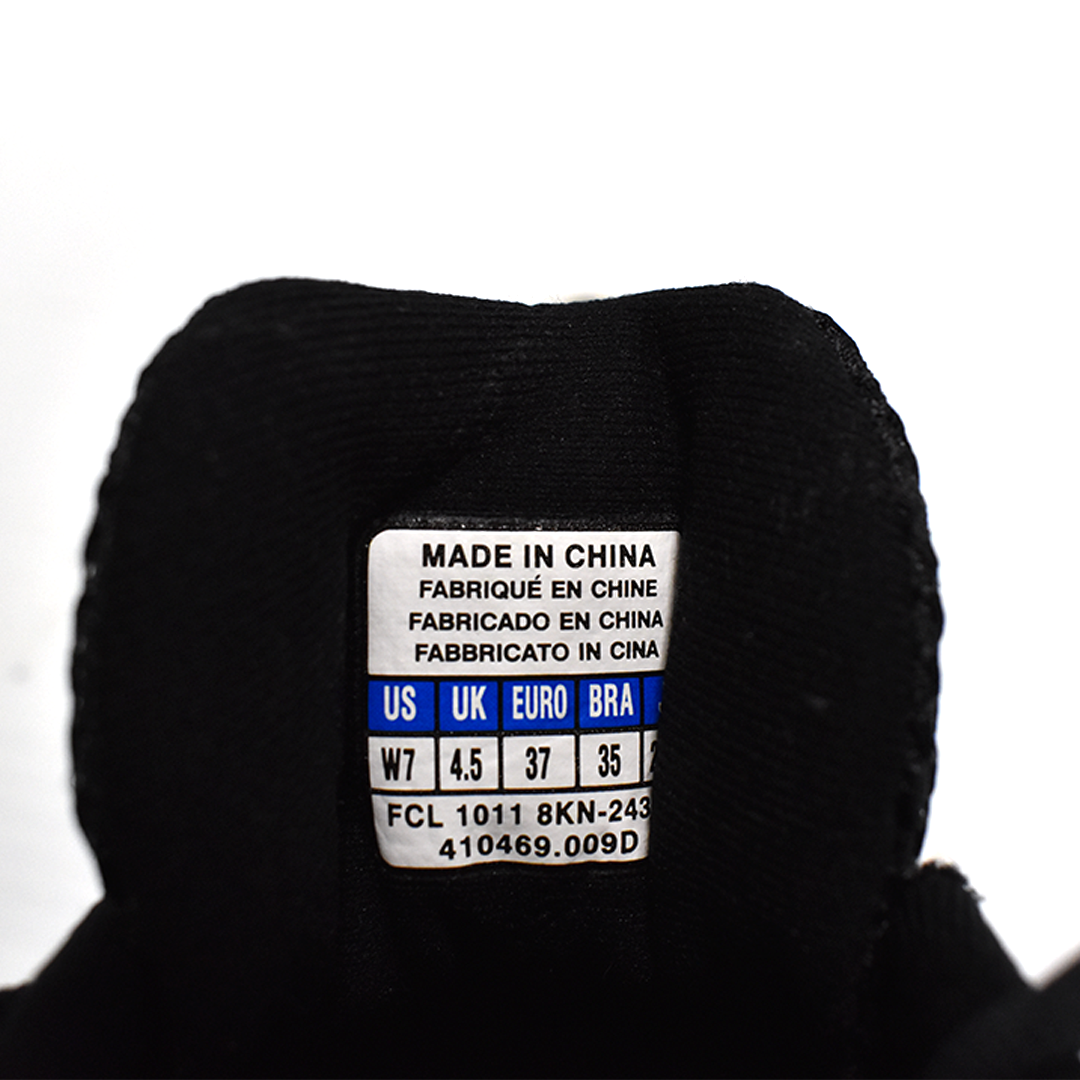 MADE IN CHINA
FABRIQUÉ EN CHINE
FABRICADO EN CHINA
FABBRICATO IN CINA
US UK EURO BRA
W7 4.5 37 35
FCL 1011 8KN-243
410469.009D